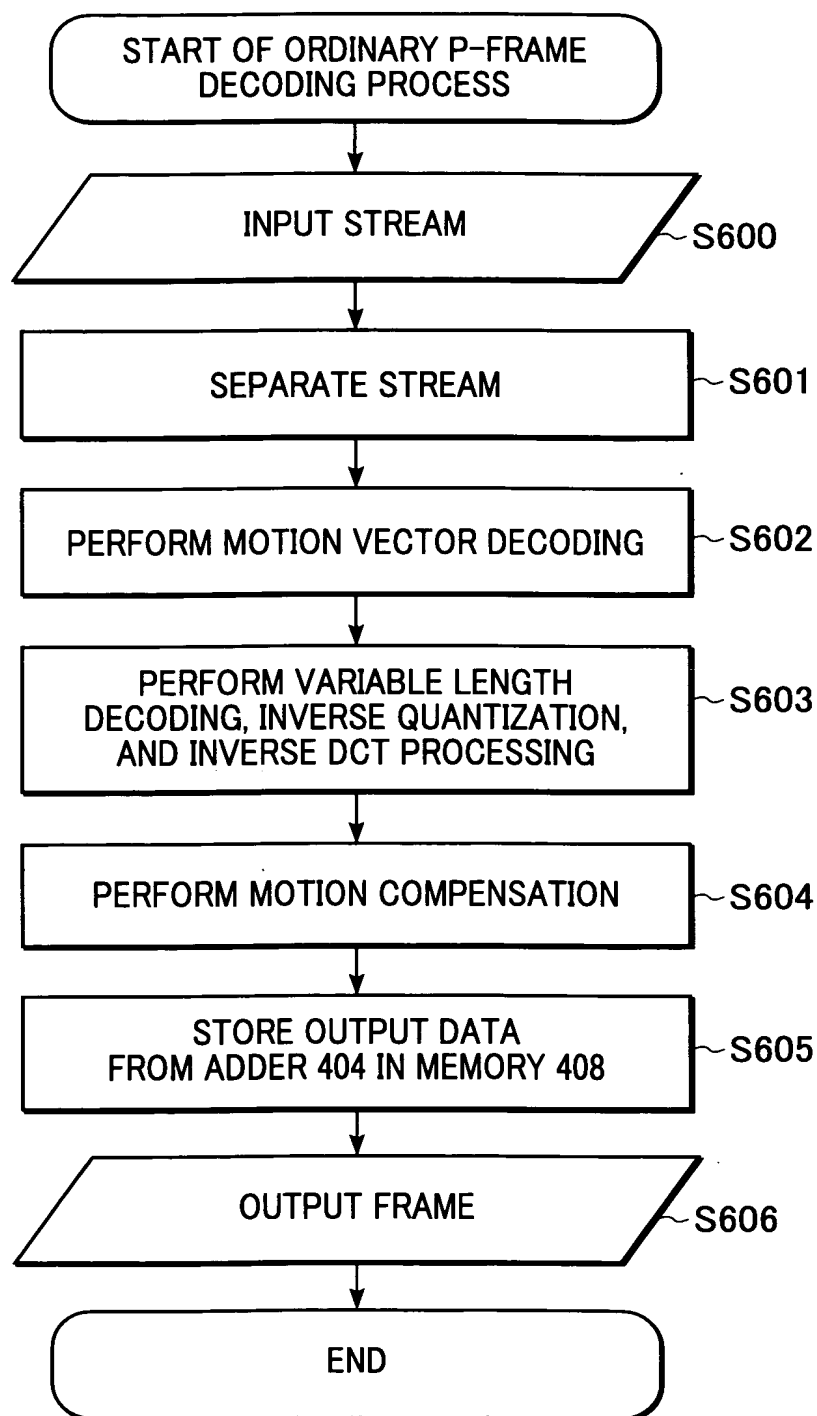 START OF ORDINARY P-FRAME
DECODING PROCESS
INPUT STREAM
S600
SEPARATE STREAM
S601
PERFORM MOTION VECTOR DECODING
S602
PERFORM VARIABLE LENGTH
DECODING, INVERSE QUANTIZATION,
AND INVERSE DCT PROCESSING
S603
PERFORM MOTION COMPENSATION
S604
STORE OUTPUT DATA
FROM ADDER 404 IN MEMORY 408
S605
OUTPUT FRAME
S606
END